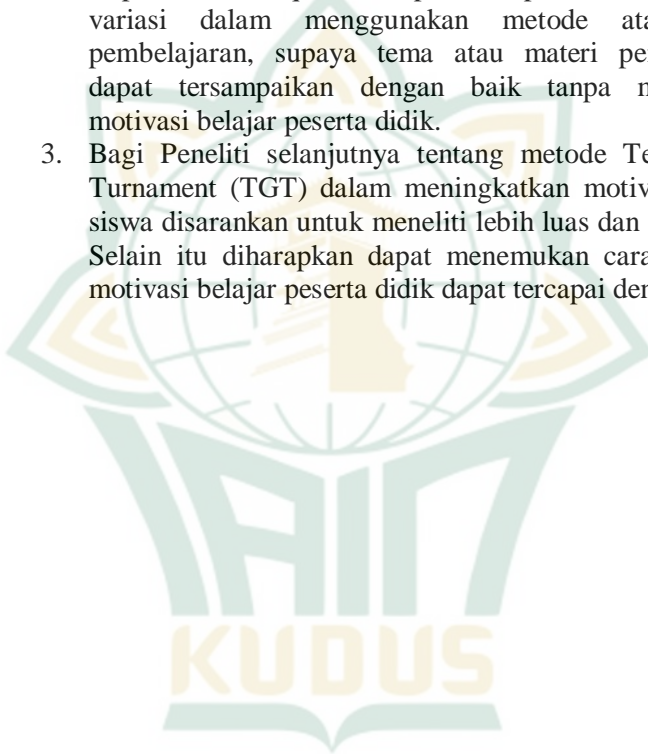 variasi dalam menggunakan metode
pembelajaran, supaya tema atau materi
dapat tersampaikan dengan baik tanpa
motivasi belajar peserta didik.
3. Bagi Peneliti selanjutnya tentang metode
Turnament (TGT) dalam meningkatkan
siswa disarankan untuk meneliti lebih luas dan
Selain itu diharapkan dapat menemukan cara
motivasi belajar peserta didik dapat tercapai
IAIN
KUDUS